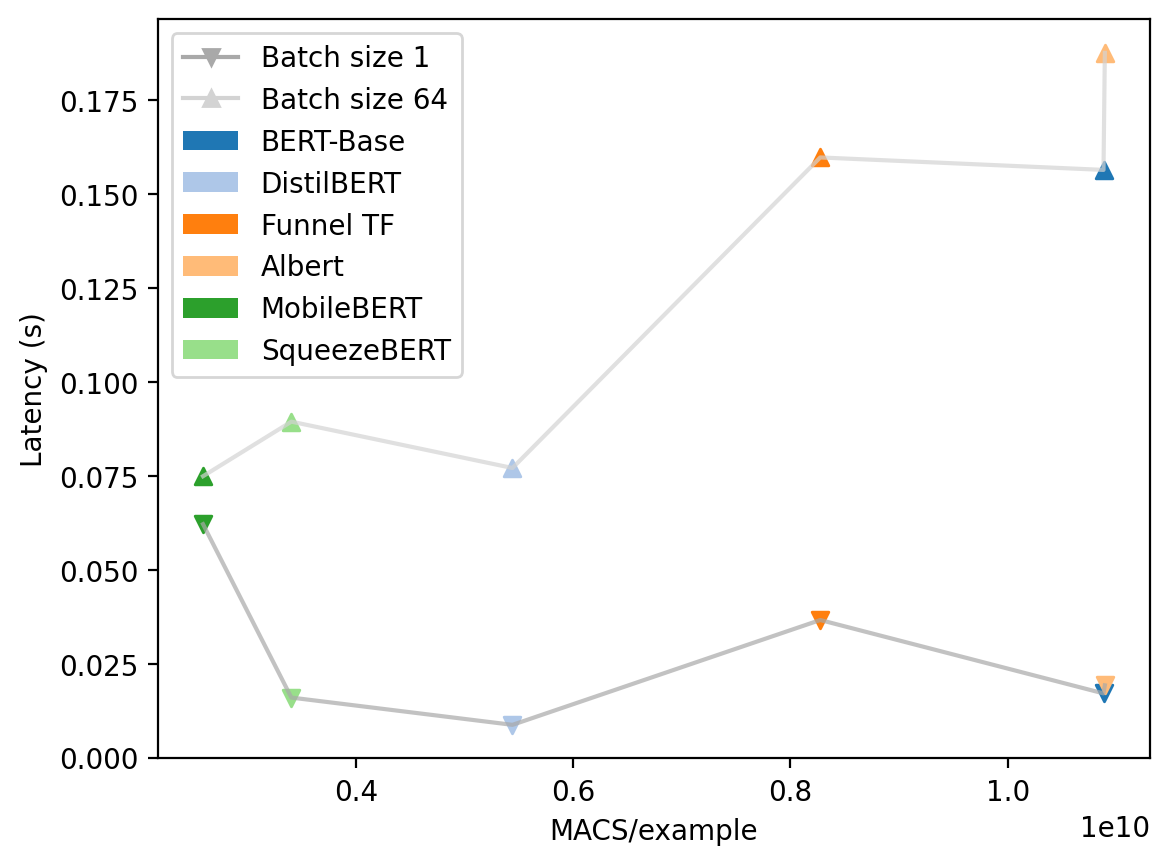 Batch size 1
Batch size 64
BERT-Base
DistilBERT
Funnel TF
Albert
MobileBERT
SqueezeBERT
Latency (s)
0.175
0.150
0.125
0.100
0.075
0.050
0.025
0.000
0.4 0.6 0.8 1.0
MACS/example
1e10